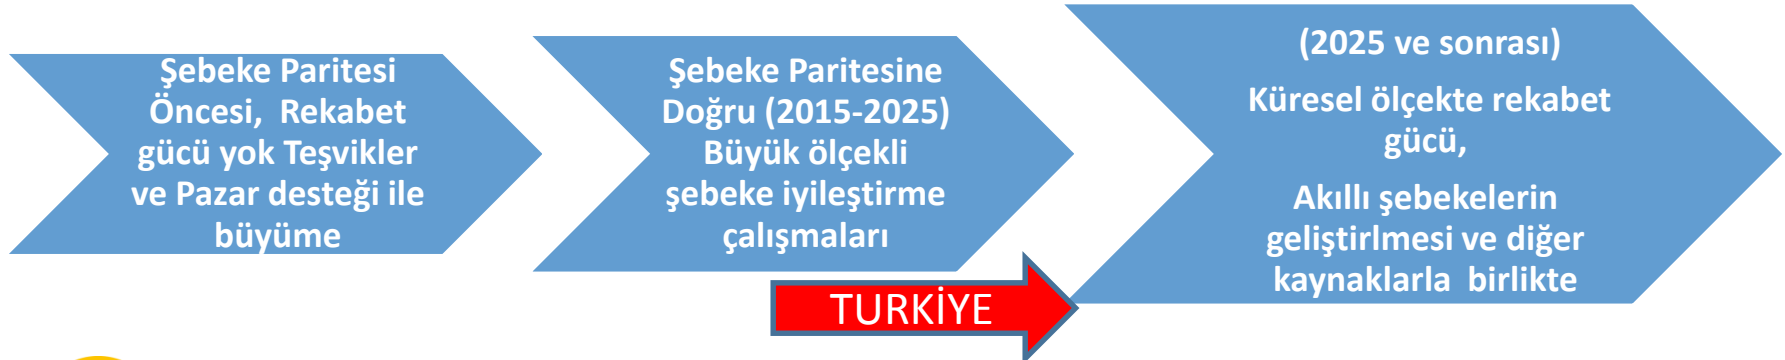 Şebeke Paritesi
Öncesi, Rekabet
gücü yok Teşvikler
ve Pazar desteği ile
büyüme
Şebeke Paritesine
Doğru (2015-2025)
Büyük ölçekli
şebeke iyileştirme
çalışmaları
(2025 ve sonrası)
Küresel ölçekte rekabet
gücü,
Akıllı şebekelerin
geliştirlmesi ve diğer
kaynaklarla birlikte
TURKİYE